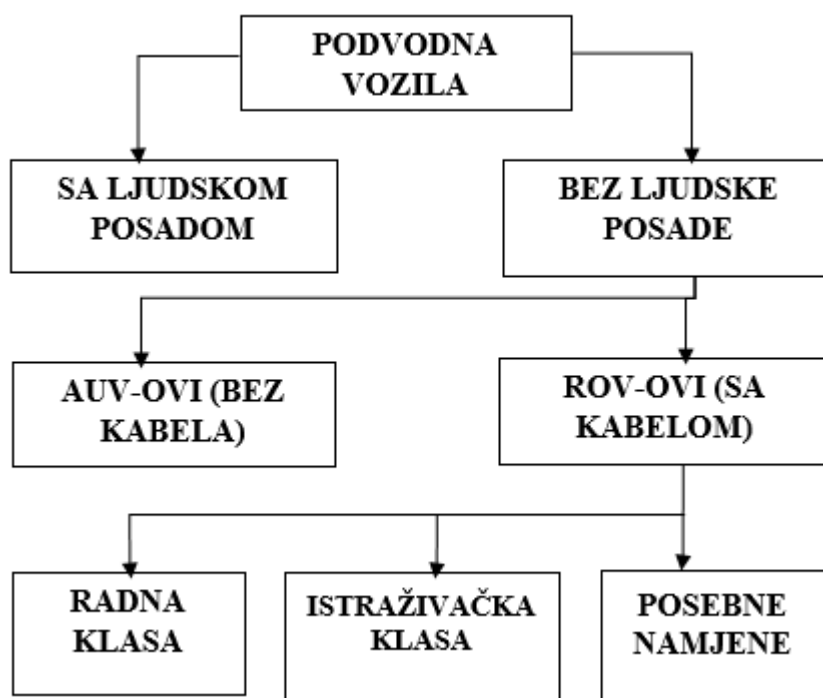 PODVODNA
VOZILA
SA LJUDSKOM
POSADOM
BEZ LJUDSKE
POSADE
AUV-OVI (BEZ
KABELA)
ROV-OVI (SA
KABELOM)
RADNA
KLASA
ISTRAŽIVAČKA
KLASA
POSEBNE
NAMJENE